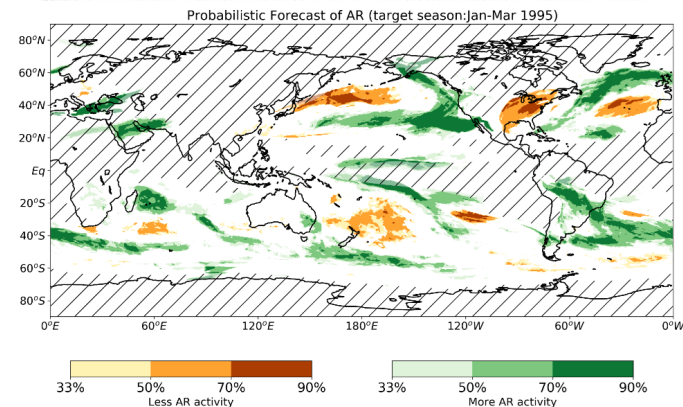 Probabilistic Forecast of AR (target season:Jan-Mar 1995)
80°N
60°N
40°N
20°N
Eq
20°S
40°S
60°S
80°S
0°E 60°E 120°E 180°E 120°W 60°W 0°W
33% 50% 70% 90% 33% 50% 70% 90%
Less AR activity More AR activity